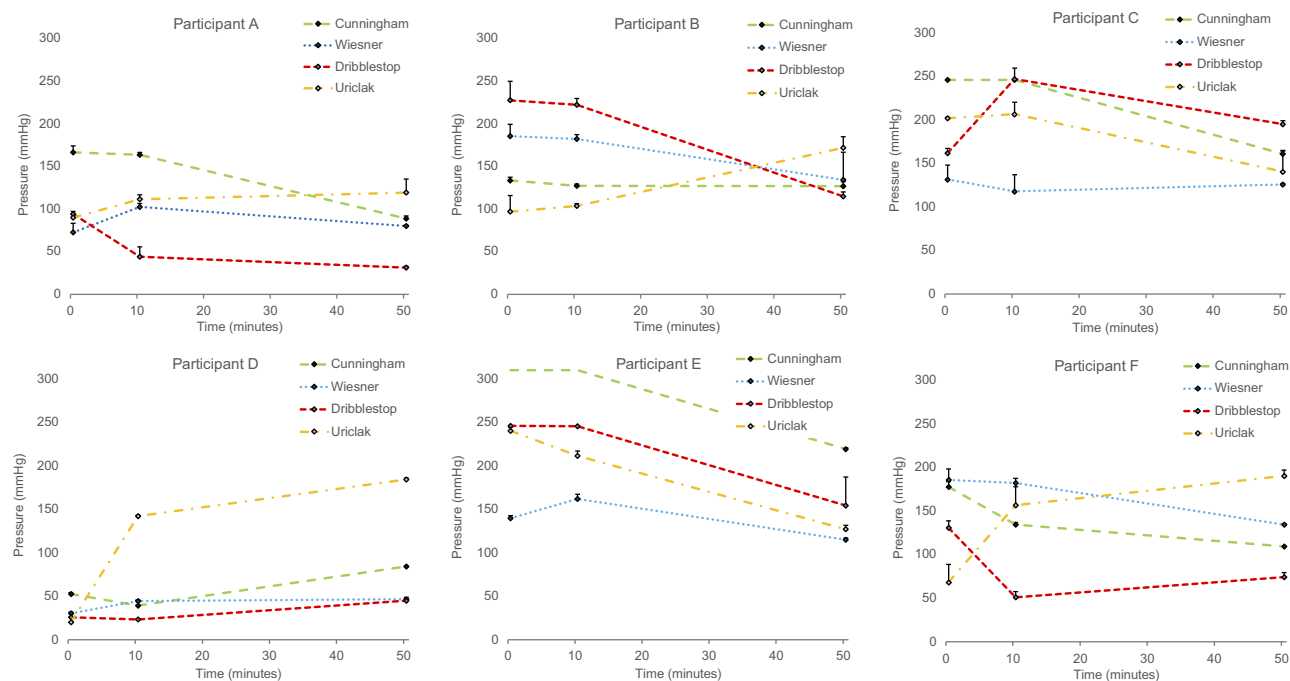 Participant A
Cunningham
Wiesner
Dribblestop
Uriclak
300
250
200
150
100
50
0
Pressure (mmHg)
0 10 20 30 40 50
Time (minutes)
Participant B
Cunningham
Wiesner
Dribblestop
Uriclak
300
250
200
150
100
50
0
Pressure (mmHg)
0 10 20 30 40 50
Time (minutes)
Participant C
Cunningham
Wiesner
Dribblestop
Uriclak
300
250
200
150
100
50
0
Pressure (mmHg)
0 10 20 30 40 50
Time (minutes)
Participant D
Cunningham
Wiesner
Dribblestop
Uriclak
300
250
200
150
100
50
0
Pressure (mmHg)
0 10 20 30 40 50
Time (minutes)
Participant E
Cunningham
Wiesner
Dribblestop
Uriclak
300
250
200
150
100
50
0
Pressure (mmHg)
0 10 20 30 40 50
Time (minutes)
Participant F
Cunningham
Wiesner
Dribblestop
Uriclak
300
250
200
150
100
50
0
Pressure (mmHg)
0 10 20 30 40 50
Time (minutes)